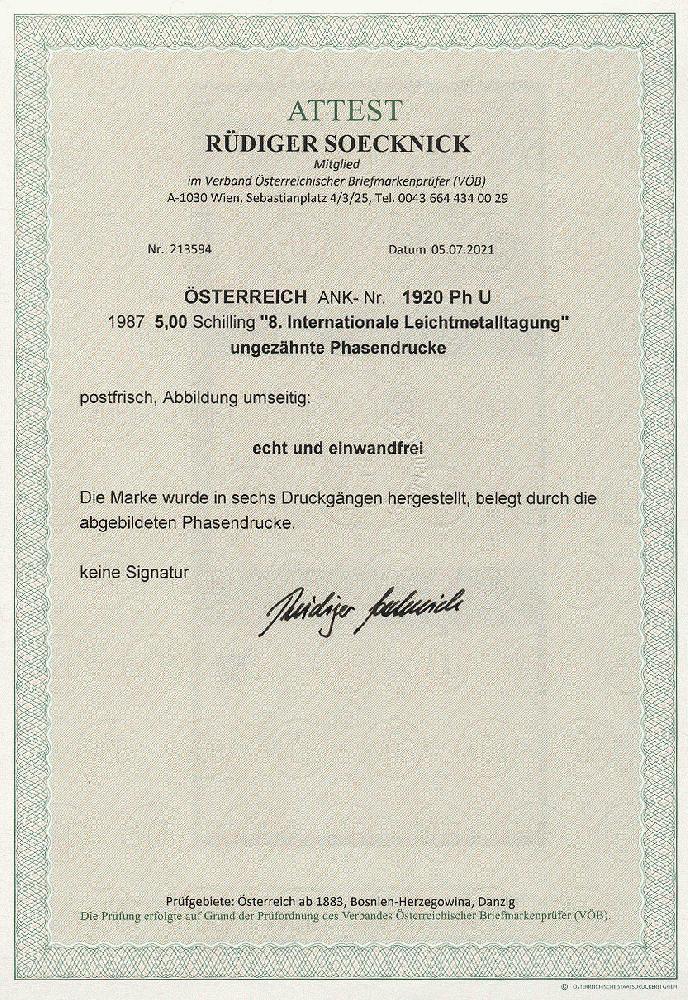 ATTEST
RÜDIGER SOECKNICK
Mitglied
im Verband Österreichischer Briefmarkenprüfer (VÖB)
A-1030 Wien, Sebastianplatz 4/3/25, Tel. 0043 664 434 00 29
Nr. 213594 Datum 05.07.2021
ÖSTERREICH ANK- Nr. 1920 Ph U
1987 5,00 Schilling "8. Internationale Leichtmetalltagung"
ungezähnte Phasendrucke
postfrisch, Abbildung umseitig:
echt und einwandfrei
Die Marke wurde in sechs Druckgängen hergestellt, belegt durch die
abgebildeten Phasendrucke.
keine Signatur
Rüdiger Soecknick
Prüfgebiete: Österreich ab 1883, Bosnien-Herzegowina, Danzig
Die Prüfung erfolgte auf Grund der Prüfordnung des Verbandes Österreichischer Briefmarkenprüfer (VÖB).
© ÖSTERREICHISCHE STAATSDRUCKEREI GMBH